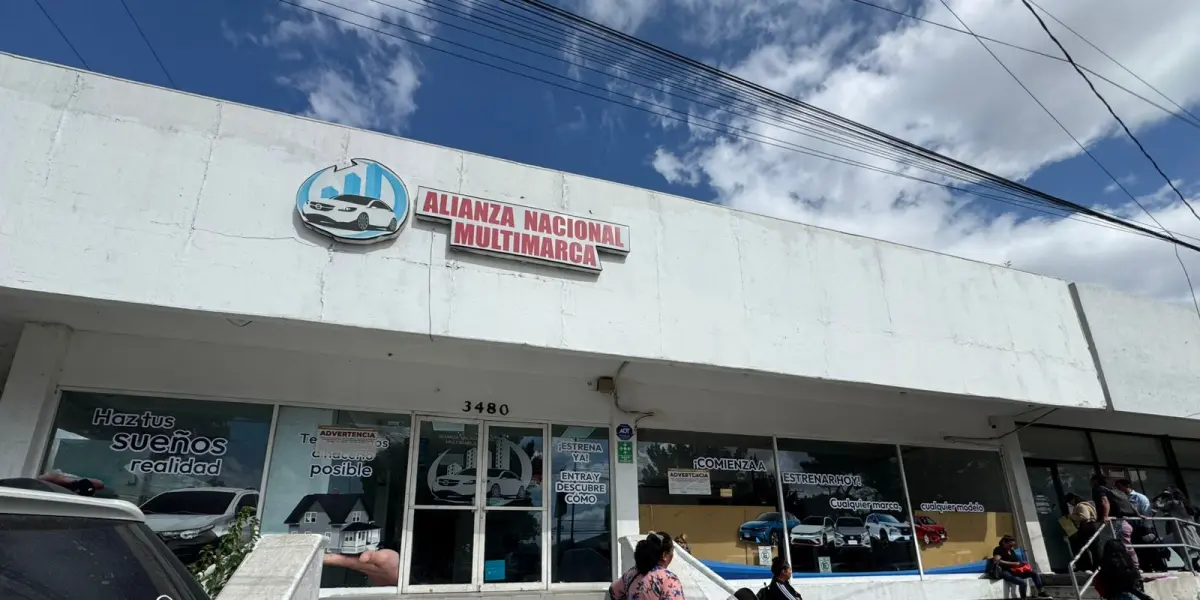 ALIANZA NACIONAL
MULTIMARCA
3480
Haz tus
sueños
realidad
ADVERTENCIA
posible
ADT
¡ESTRENA
YA!
ENTRA Y
DESCUBRE
CÓMO
¡COMIENZA A
ESTRENAR HOY!
Cualquier marca,
cualquier modelo
ADVERTENCIA